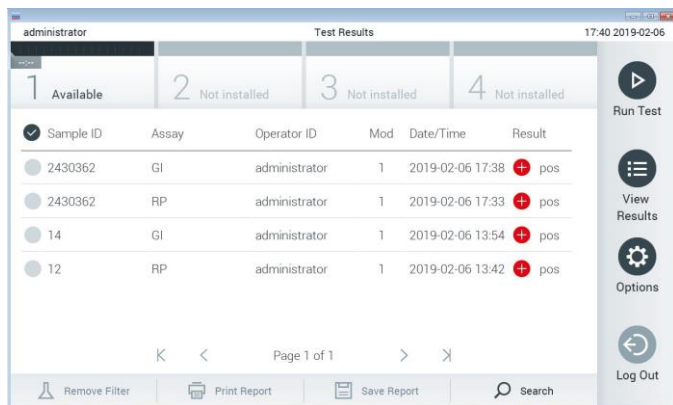 administrator Test Results 17:40 2019-02-06
--:--
1 Available 2 Not installed 3 Not installed 4 Not installed
Run Test
Sample ID Assay Operator ID Mod Date/Time Result
2430362 GI administrator 1 2019-02-06 17:38 pos
2430362 RP administrator 1 2019-02-06 17:33 pos
14 GI administrator 1 2019-02-06 13:54 pos
12 RP administrator 1 2019-02-06 13:42 pos
View
Results
Options
Page 1 of 1
Log Out
Remove Filter Print Report Save Report Search